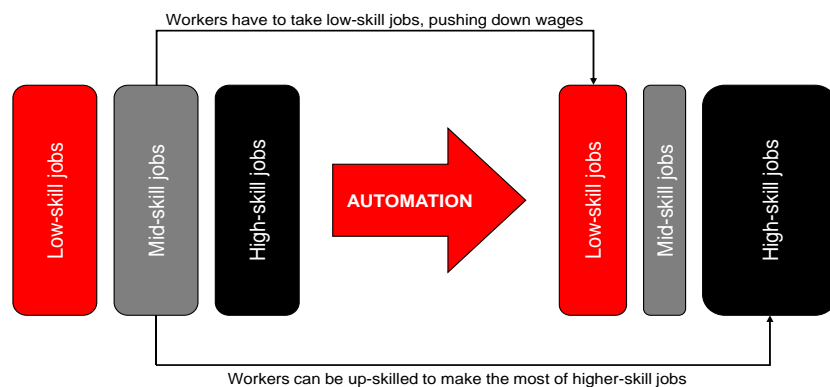 Workers have to take low-skill jobs, pushing down wages
Low-skill jobs
Mid-skill jobs
High-skill jobs
AUTOMATION
Low-skill jobs
Mid-skill jobs
High-skill jobs
Workers can be up-skilled to make the most of higher-skill jobs